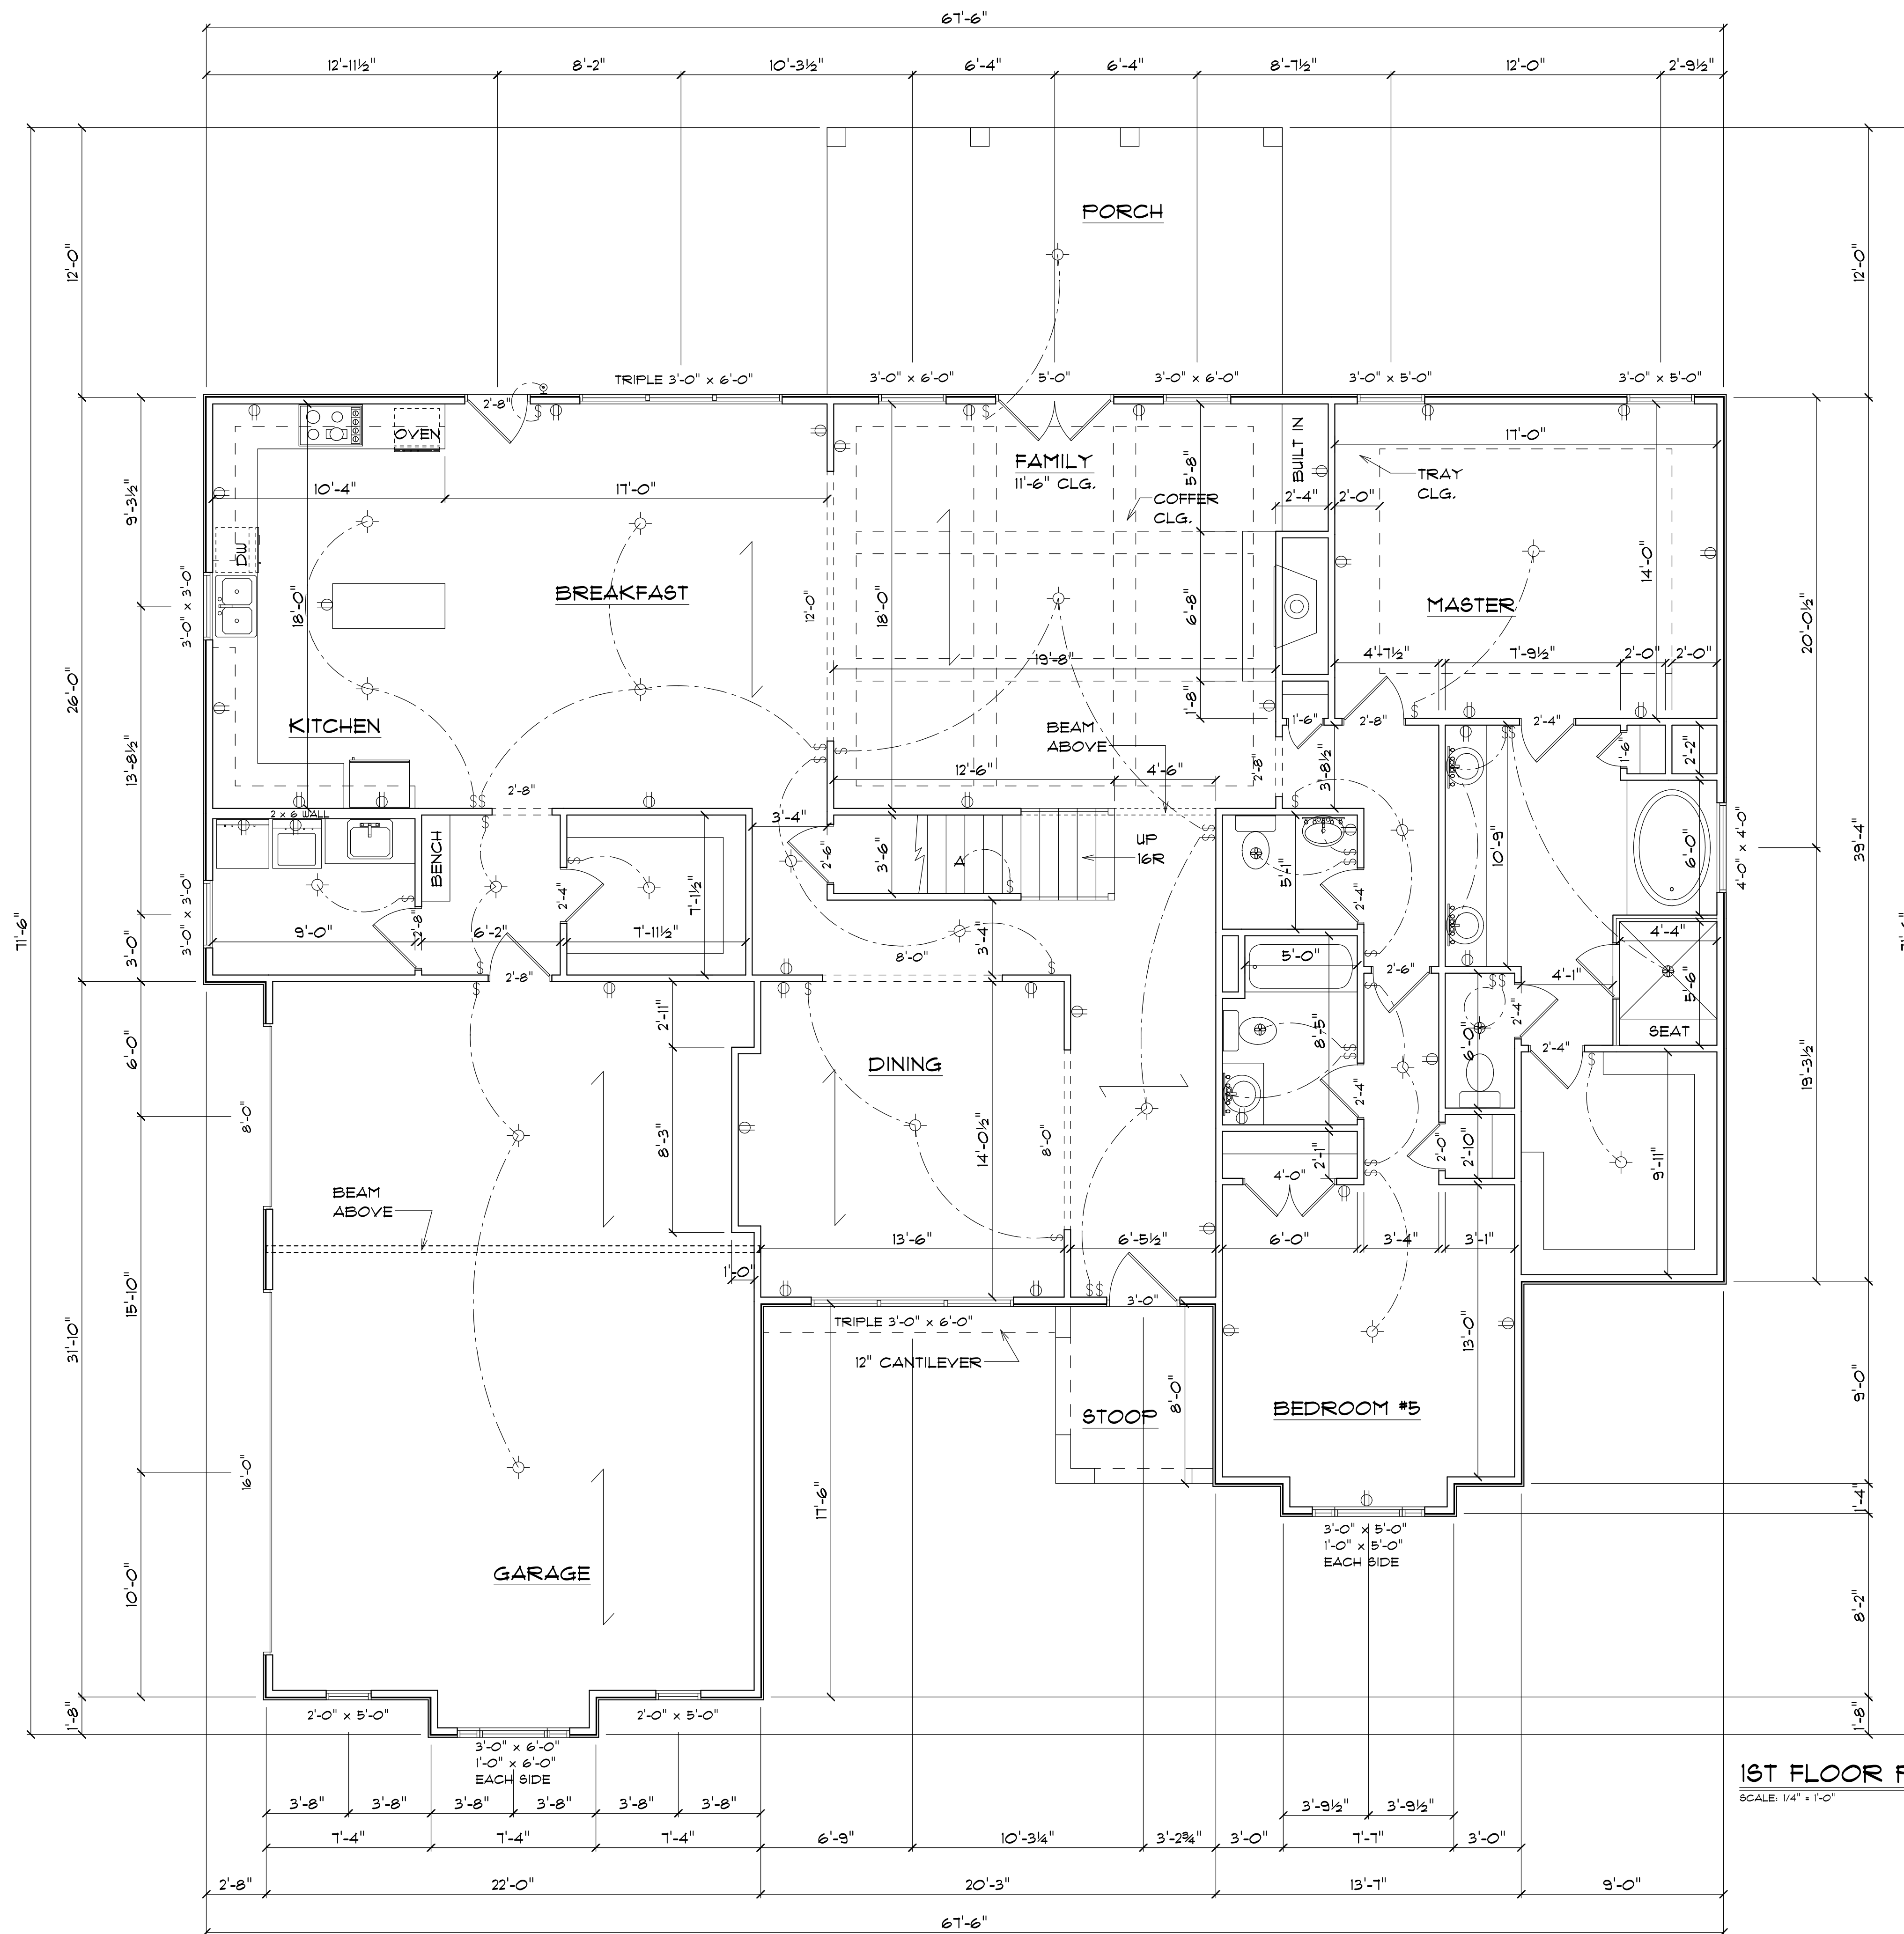 67'-6"
12'-11½" 8'-2" 10'-3½" 6'-4" 6'-4" 8'-7½" 12'-0" 2'-9½"
PORCH
12'-0"
12'-0"
TRIPLE 3'-0" x 6'-0"
3'-0" x 6'-0"
5'-0"
3'-0" x 6'-0"
3'-0" x 5'-0"
3'-0" x 5'-0"
2'-8"
OVEN
FAMILY
11'-6" CLG.
BUILT IN
5'-8"
17'-0"
TRAY
CLG.
COFFER
CLG.
10'-4"
17'-0"
2'-4"
2'-0"
9'-3½"
DW
3'-0" x 3'-0"
18'-0"
BREAKFAST
12'-0"
18'-0"
6'-8"
14'-0"
MASTER
20'-0½"
19'-8"
4'-7½"
7'-9½"
2'-0"
2'-0"
26'-0"
KITCHEN
1'-8"
BEAM
ABOVE
1'-6"
2'-8"
2'-4"
1'-6"
2'-2"
13'-8½"
12'-6"
4'-6"
2'-8"
3'-8½"
2'-8"
2 x 6 WALL
BENCH
3'-4"
2'-6"
3'-6"
UP
16R
5'-1"
10'-9"
6'-0"
4'-0" x 4'-0"
39'-4"
3'-0" x 3'-0"
2'-4"
7'-1½"
2'-4"
71'-6"
3'-0"
9'-0"
2'-8"
6'-2"
7'-11½"
3'-4"
8'-0"
5'-0"
4'-4"
2'-8"
2'-6"
4'-1"
5'-6"
6'-0"
2'-11"
8'-5"
6'-0"
2'-4"
SEAT
2'-4"
DINING
19'-3½"
8'-0"
8'-3"
14'-0½"
8'-0"
2'-4"
2'-1"
2'-0"
2'-10"
9'-11"
4'-0"
BEAM
ABOVE
13'-6"
6'-5½"
6'-0"
3'-4"
3'-1"
1'-0"
3'-0"
15'-10"
31'-10"
TRIPLE 3'-0" x 6'-0"
12" CANTILEVER
13'-0"
8'-0"
STOOP
BEDROOM #5
9'-0"
16'-0"
17'-6"
1'-4"
3'-0" x 5'-0"
1'-0" x 5'-0"
EACH SIDE
GARAGE
10'-0"
8'-2"
1'-8"
2'-0" x 5'-0"
2'-0" x 5'-0"
1'-8"
3'-0" x 6'-0"
1'-0" x 6'-0"
EACH SIDE
1ST FLOOR
SCALE: 1/4" = 1'-0"
3'-8" 3'-8" 3'-8" 3'-8" 3'-8" 3'-8" 3'-9½" 3'-9½"
7'-4" 7'-4" 7'-4" 6'-9" 10'-3¼" 3'-2¾" 3'-0" 7'-7" 3'-0"
2'-8" 22'-0" 20'-3" 13'-7" 9'-0"
67'-6"